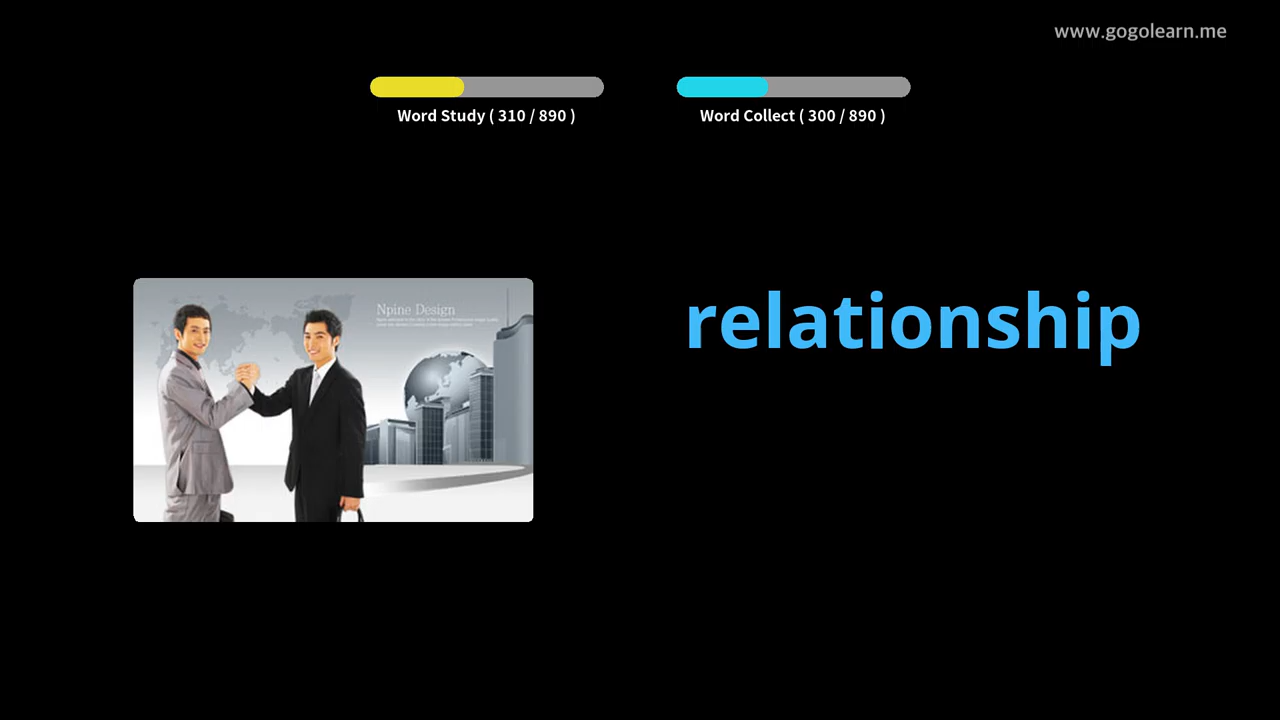 www.gogolearn.me
Word Study ( 310 / 890 )
Word Collect ( 300 / 890 )
Npine Design
relationship